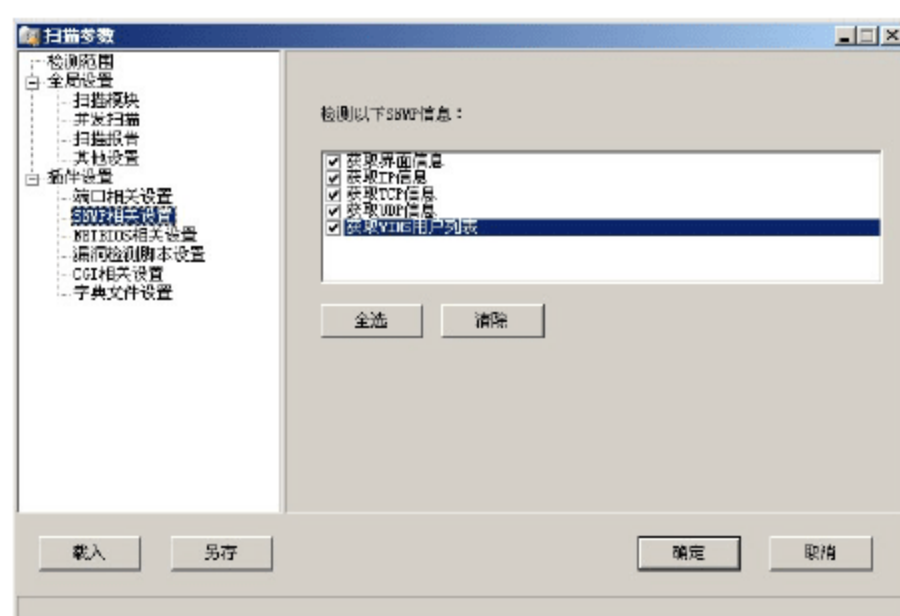 扫描参数
检测范围
全局设置
扫描模块
并发扫描
扫描报告
其他设置
插件设置
端口相关设置
SNMP相关设置
NETBIOS相关设置
漏洞检测脚本设置
CGI相关设置
字典文件设置
检测以下SNMP信息：
获取界面信息
获取IP信息
获取TCP信息
获取UDP信息
获取WINS用户列表
全选
清除
载入
另存
确定
取消